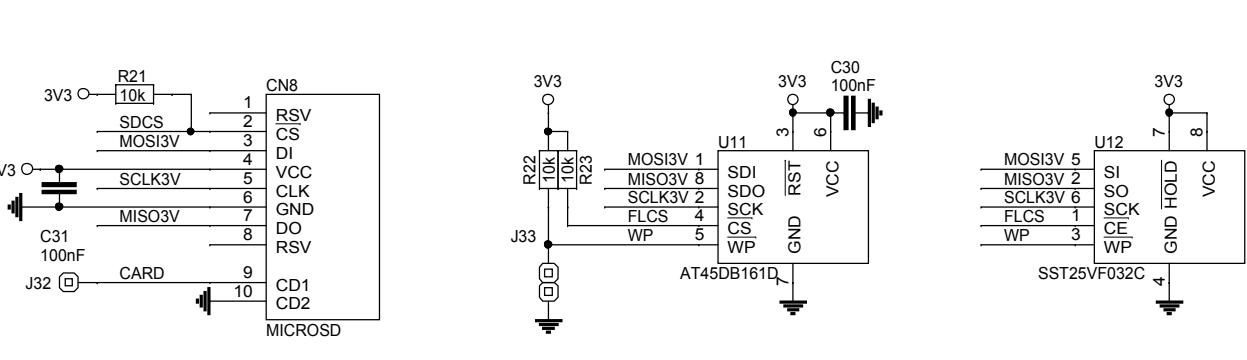 R21
3V3
10k
CN8
MICROSD
1 RSV
SDCS 2 CS
MOSI3V 3 DI
V3
4 VCC
SCLK3V 5 CLK
6 GND
MISO3V 7 DO
8 RSV
C31
100nF
J32
CARD 9 CD1
10 CD2
3V3
R22
10k
10k
R23
J33
3V3
C30
100nF
3
6
U11
MOSI3V 1 SDI
MISO3V 8 SDO
SCLK3V 2 SCK
FLCS 4 CS
WP 5 WP
RST
VCC
GND
AT45DB161D
7
3V3
7
8
U12
MOSI3V 5 SI
MISO3V 2 SO
SCLK3V 6 SCK
FLCS 1 CE
WP 3 WP
HOLD
VCC
GND
SST25VF032C
4